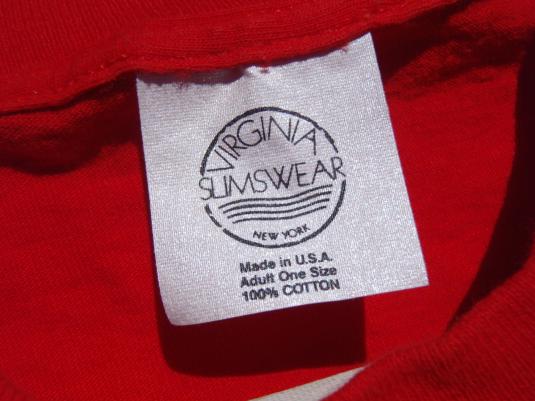 VIRGINIA
SLIMSWEAR
NEW YORK
Made in U.S.A.
Adult One Size
100% COTTON